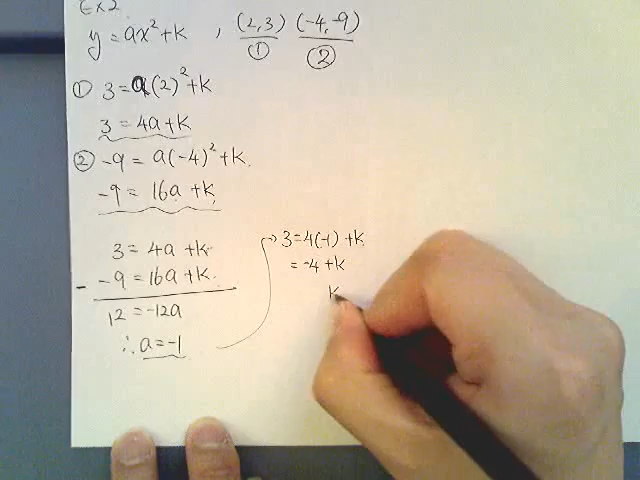 Ex2.
y = ax² + k , (2,3) (-4,-9)
① ②
① 3 = a(2)² + k
3 = 4a + k
② -9 = a(-4)² + k
-9 = 16a + k
3 = 4a + k
- -9 = 16a + k
12 = -12a
∴ a = -1
3 = 4(-1) + k
= -4 + k
k